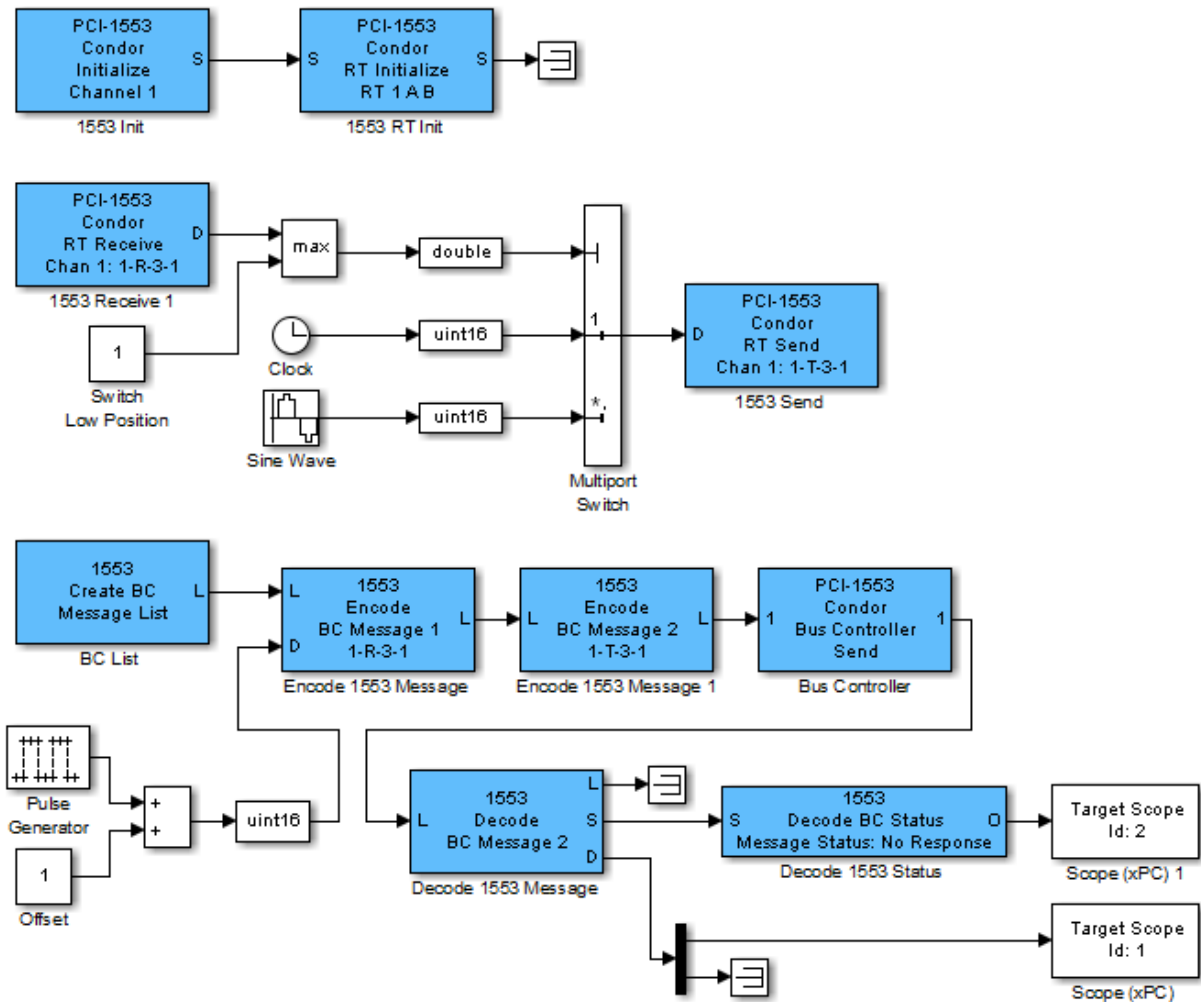 PCI-1553
Condor
Initialize
Channel 1
S
1553 Init
S
PCI-1553
Condor
RT Initialize
RT 1 A B
S
1553 RT Init
PCI-1553
Condor
RT Receive
Chan 1: 1-R-3-1
D
1553 Receive 1
1
Switch
Low Position
max
double
Clock
uint16
Sine Wave
uint16
1
*,
Multiport
Switch
D
PCI-1553
Condor
RT Send
Chan 1: 1-T-3-1
1553 Send
1553
Create BC
Message List
L
BC List
L
D
1553
Encode
BC Message 1
1-R-3-1
L
Encode 1553 Message
L
1553
Encode
BC Message 2
1-T-3-1
L
Encode 1553 Message 1
1
PCI-1553
Condor
Bus Controller
Send
1
Bus Controller
Pulse
Generator
1
Offset
+
+
uint16
L
1553
Decode
BC Message 2
L
S
D
Decode 1553 Message
S
1553
Decode BC Status
Message Status: No Response
O
Decode 1553 Status
Target Scope
Id: 2
Scope (xPC) 1
Target Scope
Id: 1
Scope (xPC)